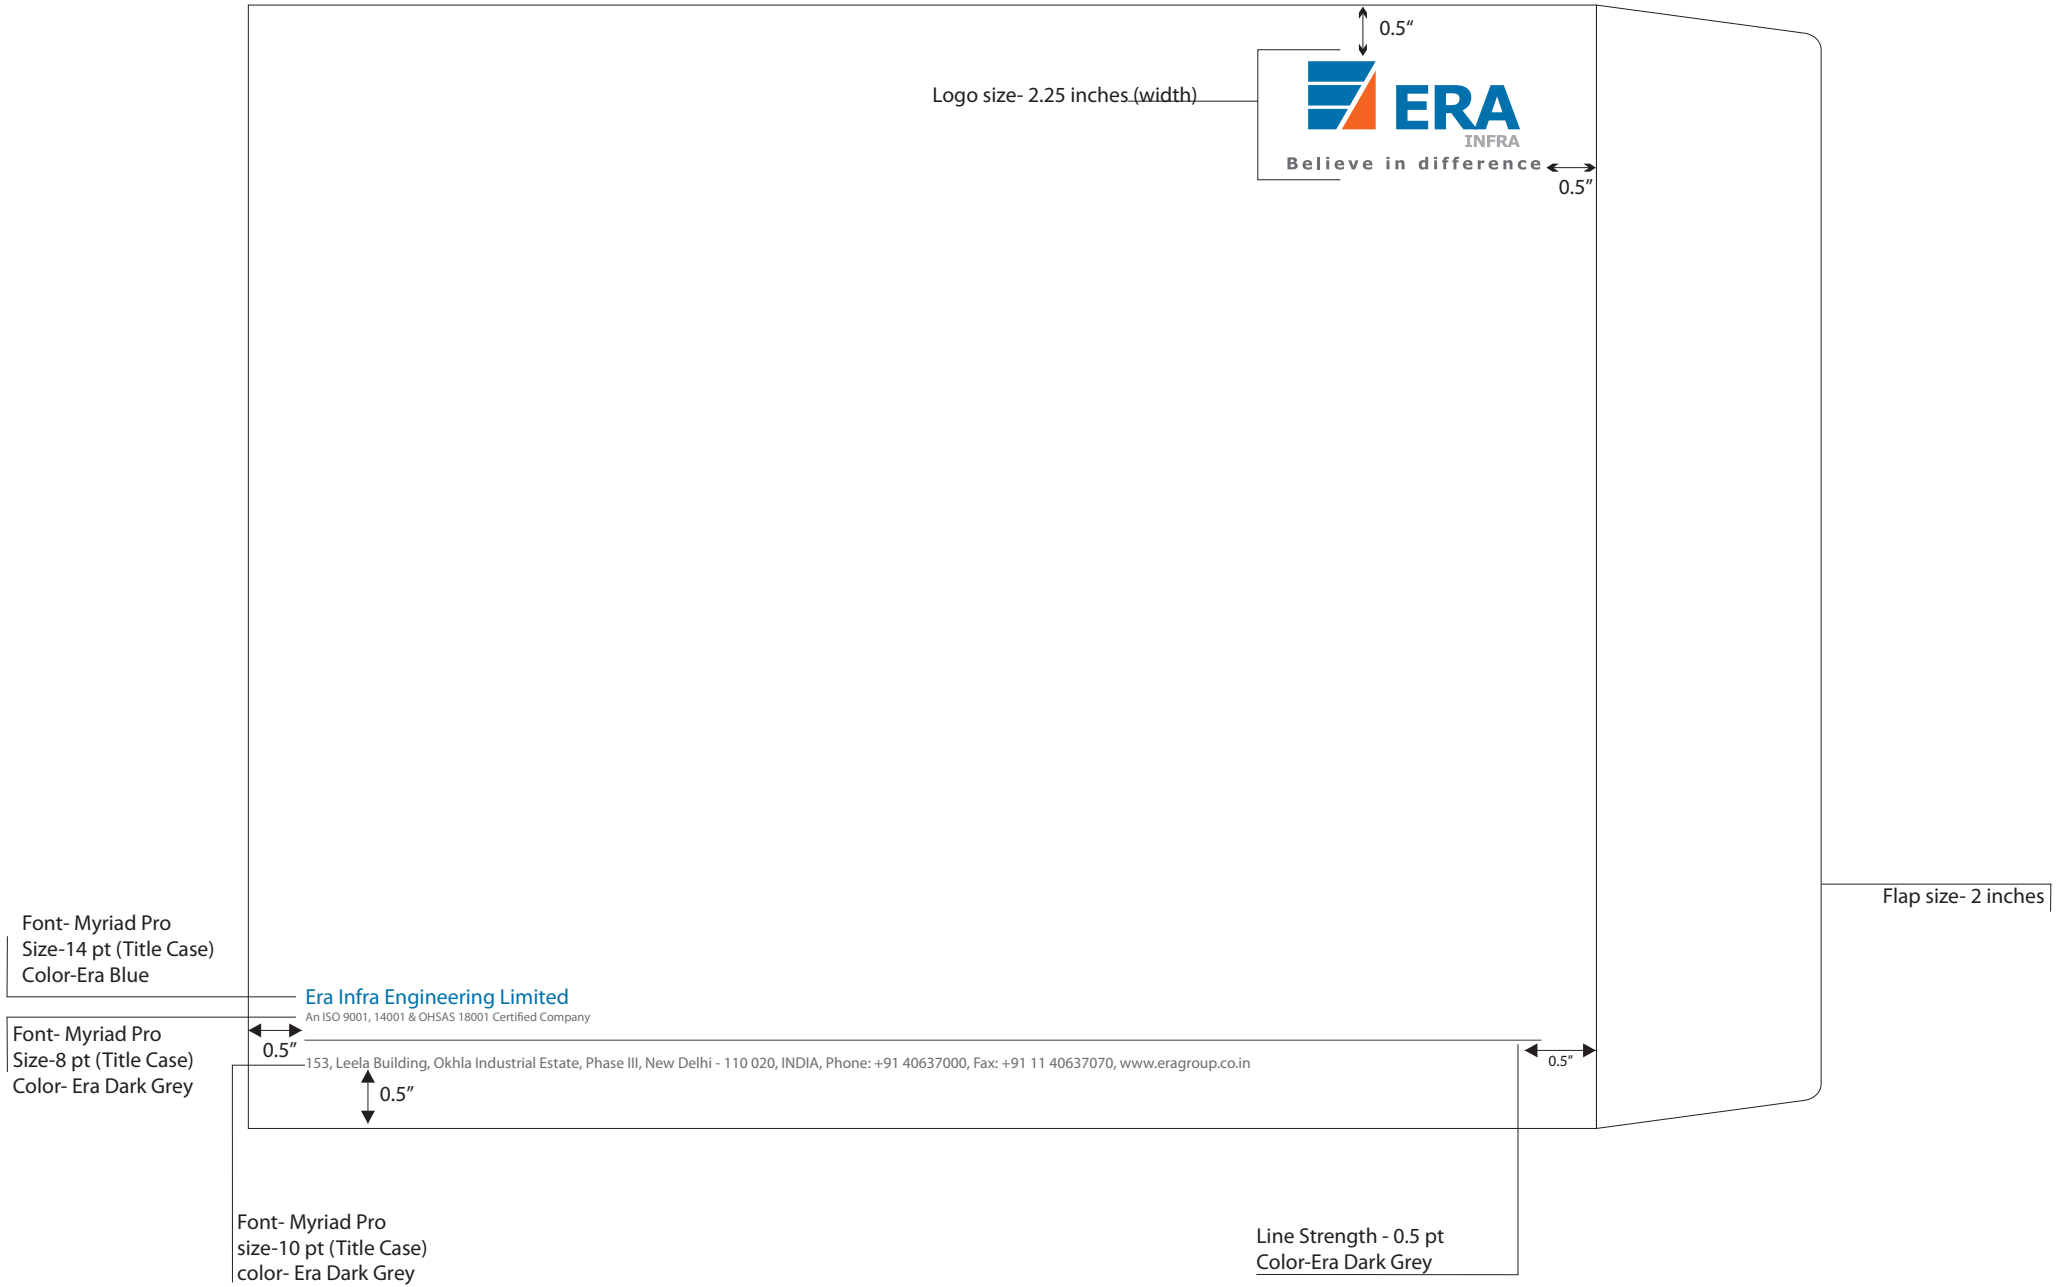 0.5“
Logo size- 2.25 inches (width)
ERA
INFRA
Believe in difference
0.5”
Flap size- 2 inches
Font- Myriad Pro
Size-14 pt (Title Case)
Color-Era Blue
Era Infra Engineering Limited
An ISO 9001, 14001 & OHSAS 18001 Certified Company
Font- Myriad Pro
Size-8 pt (Title Case)
Color- Era Dark Grey
0.5”
0.5”
153, Leela Building, Okhla Industrial Estate, Phase III, New Delhi - 110 020, INDIA, Phone: +91 40637000, Fax: +91 11 40637070, www.eragroup.co.in
0.5”
Font- Myriad Pro
size-10 pt (Title Case)
color- Era Dark Grey
Line Strength - 0.5 pt
Color-Era Dark Grey